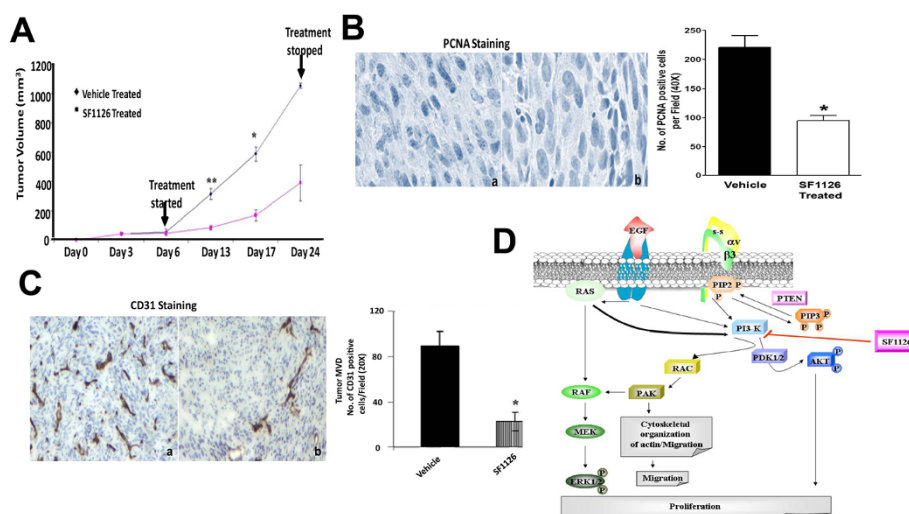 A
Treatment
stopped
Tumor Volume (mm³)
1200
1000
800
600
400
200
0
Vehicle Treated
SF1126 Treated
Treatment
started
**
*
Day 0
Day 3
Day 6
Day 13
Day 17
Day 24
B
PCNA Staining
a
b
No. of PCNA positive cells
per Field (40X)
250
200
150
100
50
0
*
Vehicle
SF1126
Treated
C
CD31 Staining
a
b
Tumor MVD
No. of CD31 positive
cells/Field (20X)
120
80
40
0
*
Vehicle
SF1126
D
EGF
s-s
αv
β3
RAS
PIP2 P
P
PTEN
PIP3 P
P P
PI3-K
SF1126
PDK1/2
AKT
P
P
RAC
RAF
PAK
MEK
Cytoskeletal
organization
of actin/Migration
ERK1/2
P
P
Migration
Proliferation